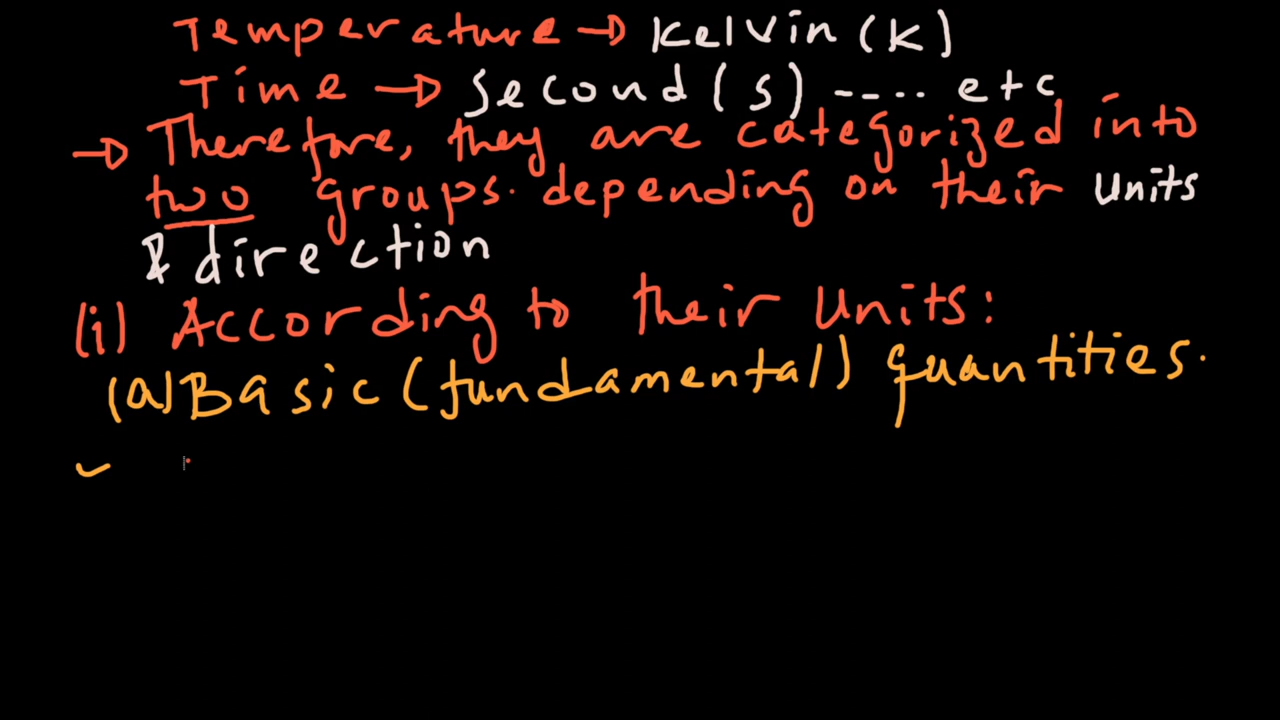 Temperature → Kelvin (K)
Time → Second (s) ---- etc
→ Therefore, they are categorized into
two groups. depending on their units
& direction
(i) According to their Units:
(a) Basic (fundamental) quantities.